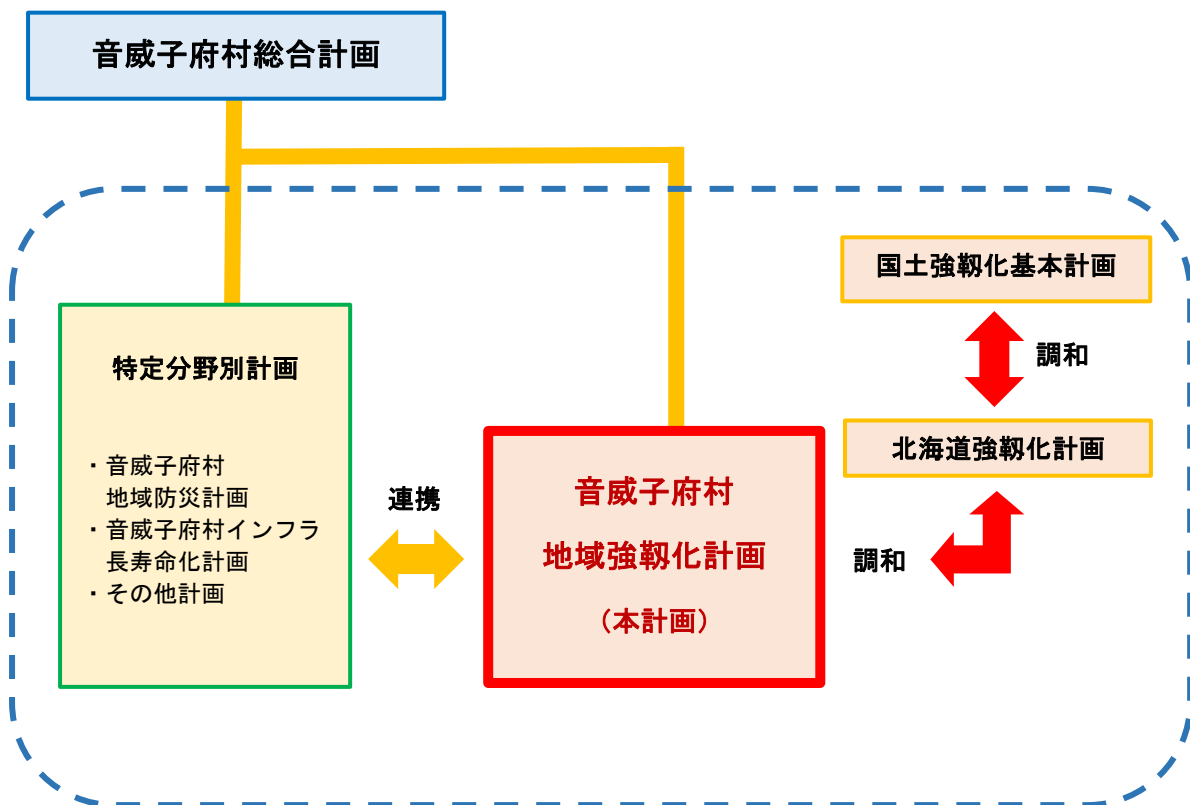 音威子府村総合計画
国土強靱化基本計画
調和
北海道強靱化計画
特定分野別計画
・音威子府村
地域防災計画
・音威子府村インフラ
長寿命化計画
・その他計画
連携
音威子府村
地域強靱化計画
（本計画）
調和